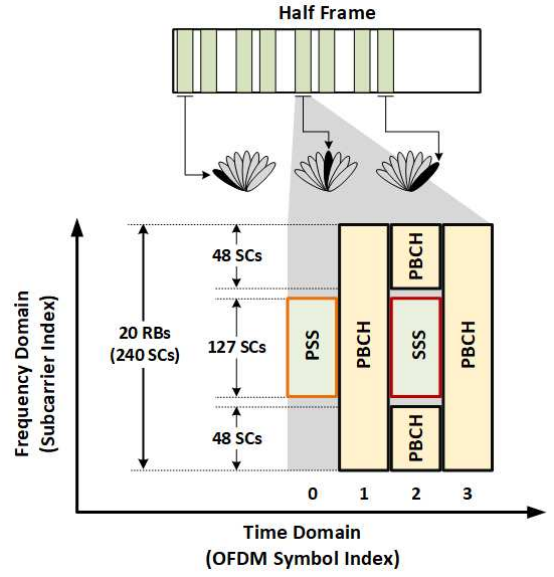 Half Frame
48 SCs
20 RBs
(240 SCs)
127 SCs
48 SCs
PSS
PBCH
PBCH
SSS
PBCH
PBCH
0 1 2 3
Frequency Domain
(Subcarrier Index)
Time Domain
(OFDM Symbol Index)